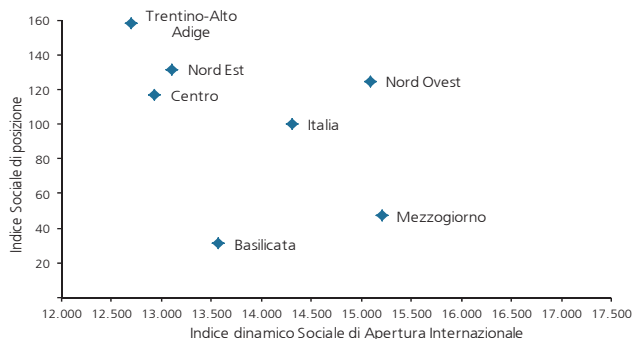 160
140
120
100
80
60
40
20
Indice Sociale di posizione
Trentino-Alto
Adige
Nord Est
Centro
Nord Ovest
Italia
Mezzogiorno
Basilicata
12.000 12.500 13.000 13.500 14.000 14.500 15.000 15.500 16.000 16.500 17.000 17.500
Indice dinamico Sociale di Apertura Internazionale